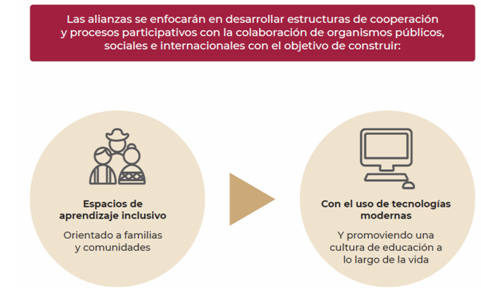 Las alianzas se enfocarán en desarrollar estructuras de cooperación
y procesos participativos con la colaboración de organismos públicos,
sociales e internacionales con el objetivo de construir:
Espacios de
aprendizaje inclusivo
Orientado a familias
y comunidades
Con el uso de tecnologías
modernas
Y promoviendo una
cultura de educación a
lo largo de la vida